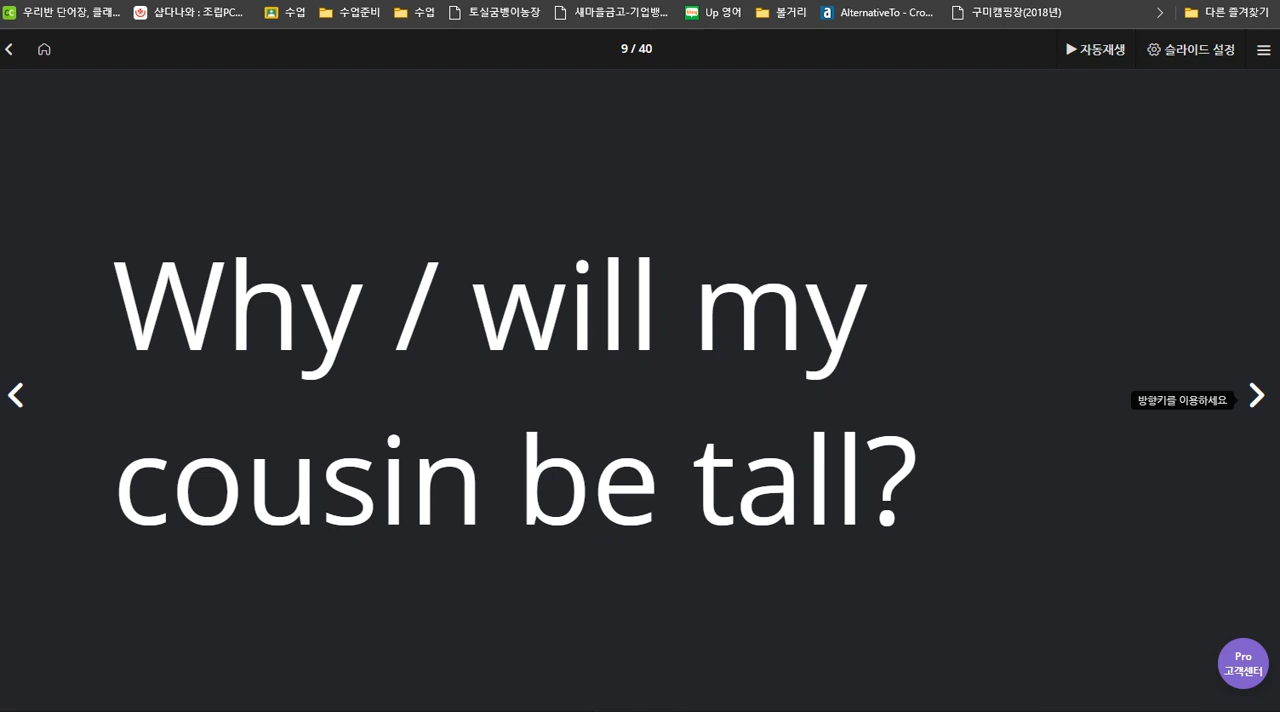 우리반 단어장, 클래... 샵다나와 : 조립PC... 수업 수업준비 수업 토실굼벵이농장 새마을금고-기업뱅... Up 영어 볼거리 AlternativeTo - Cro... 구미캠핑장(2018년) 다른 즐겨찾기
9 / 40 자동재생 슬라이드 설정
Why / will my
방향키를 이용하세요
cousin be tall?
Pro
고객센터